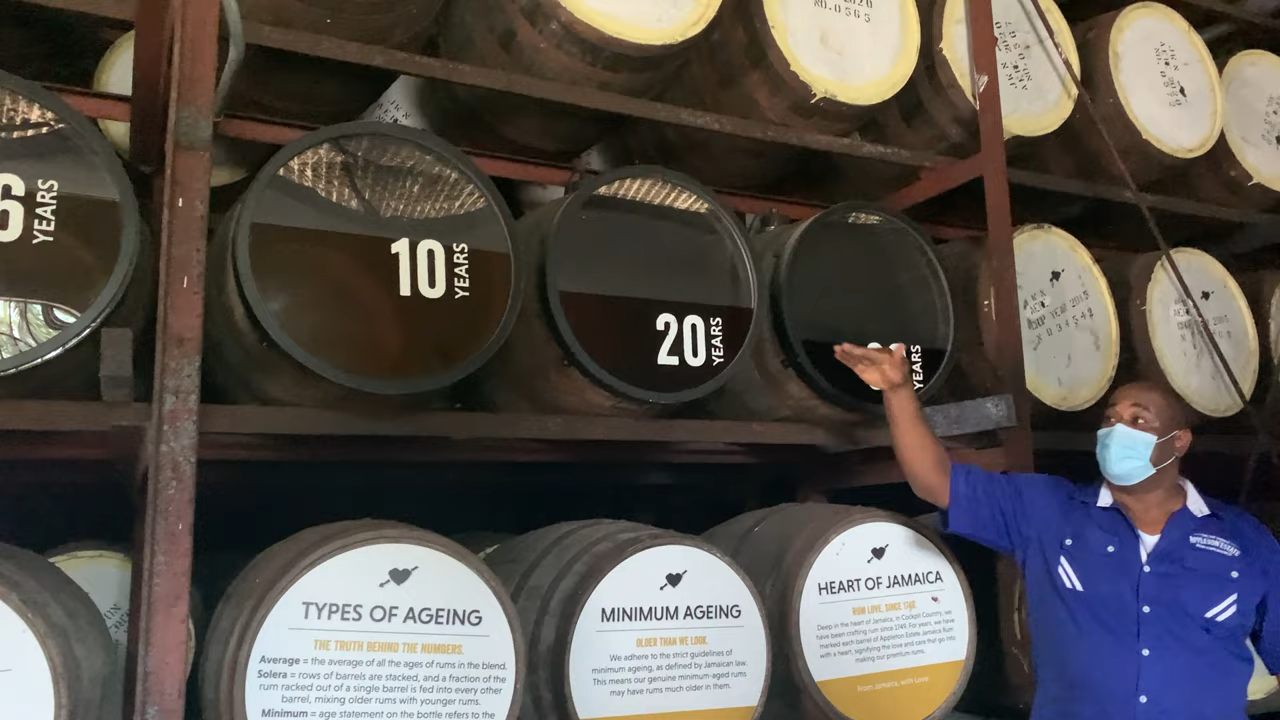 2020
NO.0565
6
YEARS
10
YEARS
20
YEARS
YEARS
TYPES OF AGEING
THE TRUTH BEHIND THE NUMBERS.
Average = the average of all the ages of rums in the blend.
Solera = rows of barrels are stacked, and a fraction of the
rum racked out of a single barrel is fed into every other
barrel, mixing older rums with younger rums.
Minimum = age statement on the bottle refers to the
MINIMUM AGEING
OLDER THAN WE LOOK.
We adhere to the strict guidelines of
minimum ageing, as defined by Jamaican law.
This means our genuine minimum-aged rums
may have rums much older in them.
HEART OF JAMAICA
RUM LOVE, SINCE 1749.
Deep in the heart of Jamaica, in Cockpit Country, we
have been crafting rum since 1749. For years, we have
marked each barrel of Appleton Estate Jamaica Rum
with a heart, signifying the love and care that go into
making our premium rums.
From Jamaica, with Love
APPLETON ESTATE